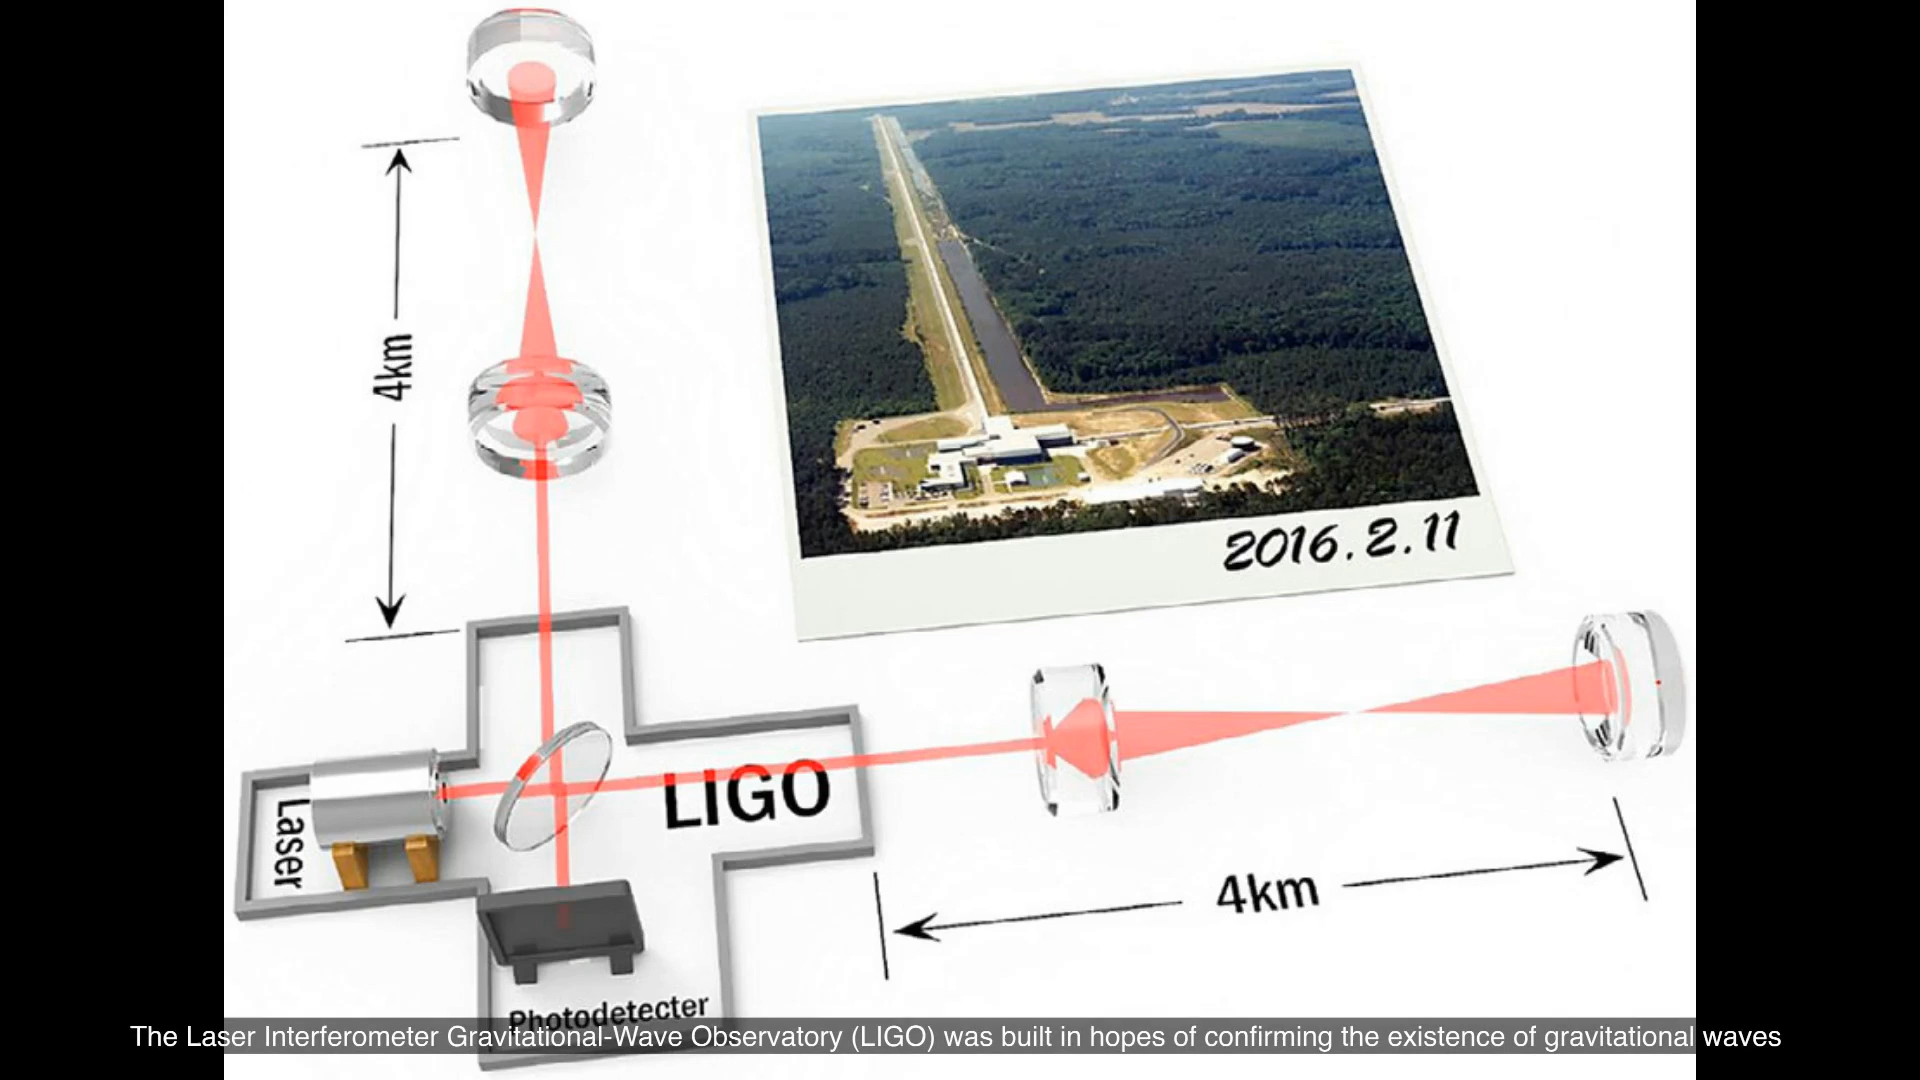 4km
2016.2.11
LIGO
Laser
4km
Photodetecter
The Laser Interferometer Gravitational-Wave Observatory (LIGO) was built in hopes of confirming the existence of gravitational waves